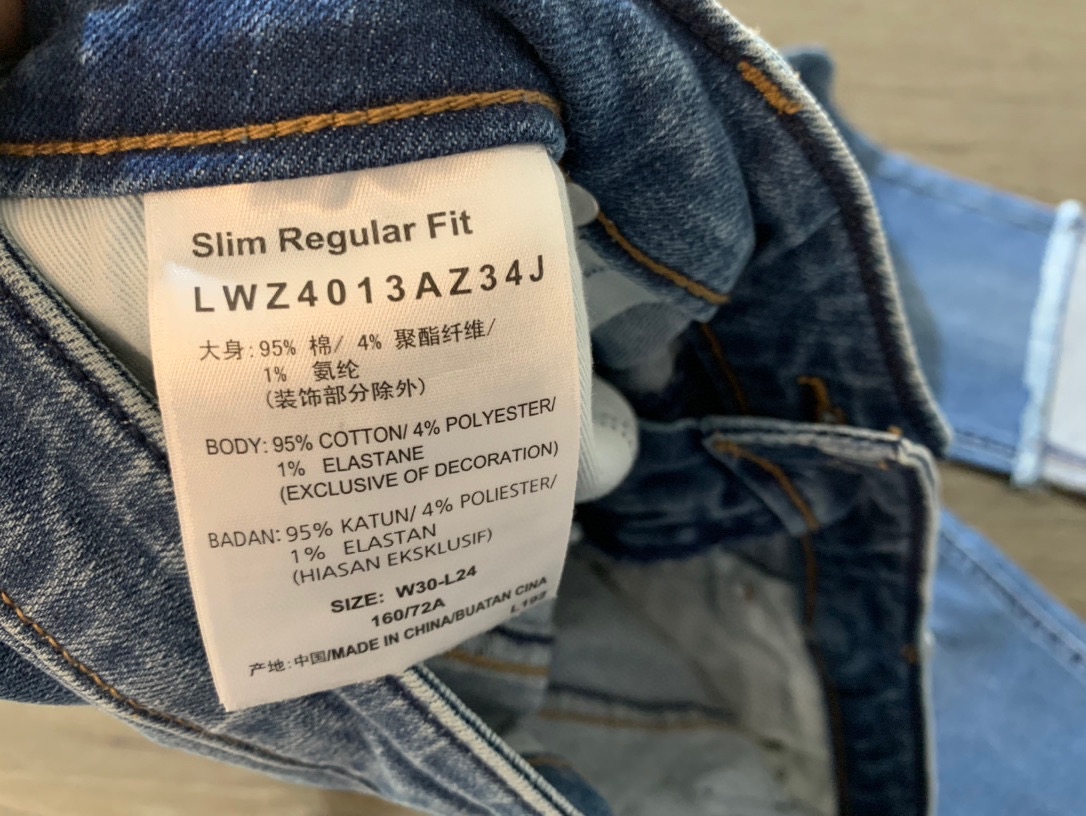 Slim Regular Fit
LWZ4013AZ34J
大身:95% 棉/ 4% 聚酯纤维/
1% 氨纶
(装饰部分除外)
BODY: 95% COTTON/ 4% POLYESTER/
1% ELASTANE
(EXCLUSIVE OF DECORATION)
BADAN: 95% KATUN/ 4% POLIESTER/
1% ELASTAN
(HIASAN EKSKLUSIF)
SIZE: W30-L24
160/72A
产地:中国/MADE IN CHINA/BUATAN CINA